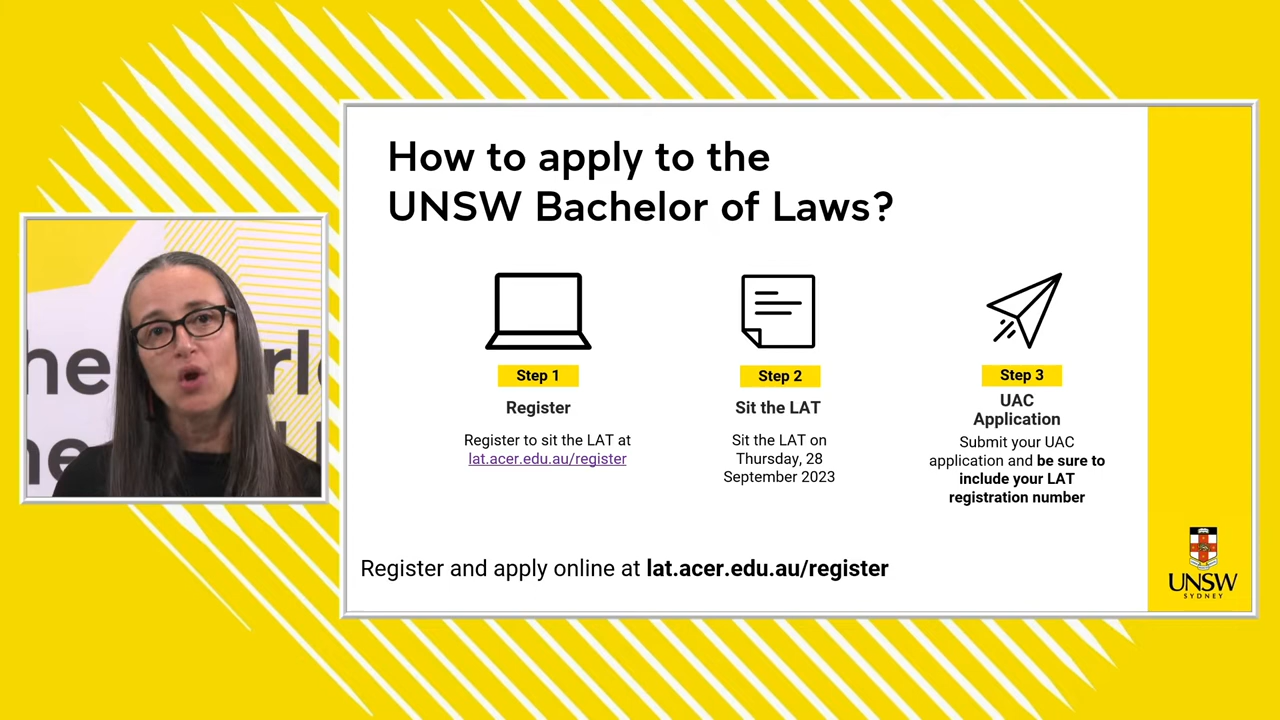 How to apply to the
UNSW Bachelor of Laws?
Step 1
Register
Register to sit the LAT at
lat.acer.edu.au/register
Step 2
Sit the LAT
Sit the LAT on
Thursday, 28
September 2023
Step 3
UAC
Application
Submit your UAC
application and be sure to
include your LAT
registration number
Register and apply online at lat.acer.edu.au/register
UNSW
SYDNEY